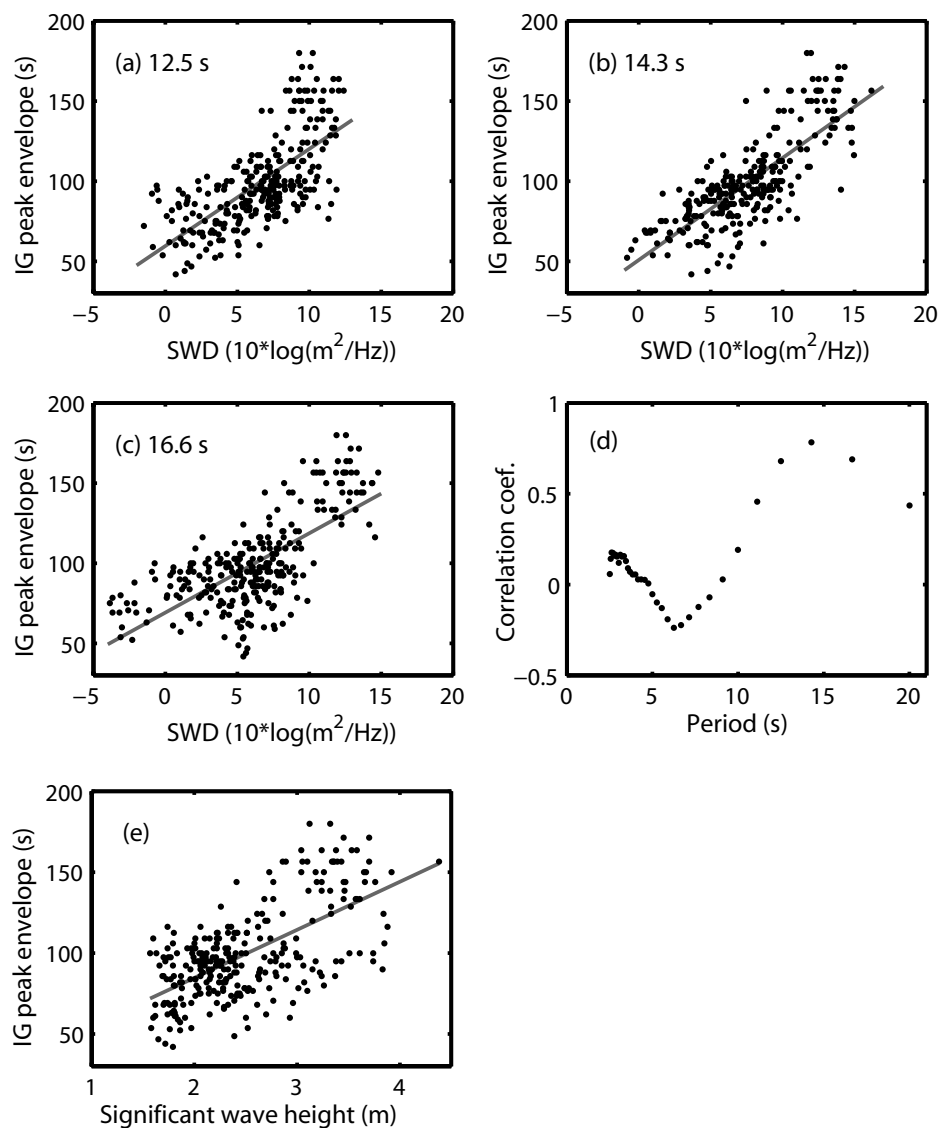 200
150
100
50
IG peak envelope (s)
(a) 12.5 s
−5 0 5 10 15 20
SWD (10*log(m²/Hz))
200
150
100
50
IG peak envelope (s)
(b) 14.3 s
−5 0 5 10 15 20
SWD (10*log(m²/Hz))
200
150
100
50
IG peak envelope (s)
(c) 16.6 s
−5 0 5 10 15 20
SWD (10*log(m²/Hz))
1
0.5
0
−0.5
Correlation coef.
(d)
0 5 10 15 20
Period (s)
200
150
100
50
IG peak envelope (s)
(e)
1 2 3 4
Significant wave height (m)